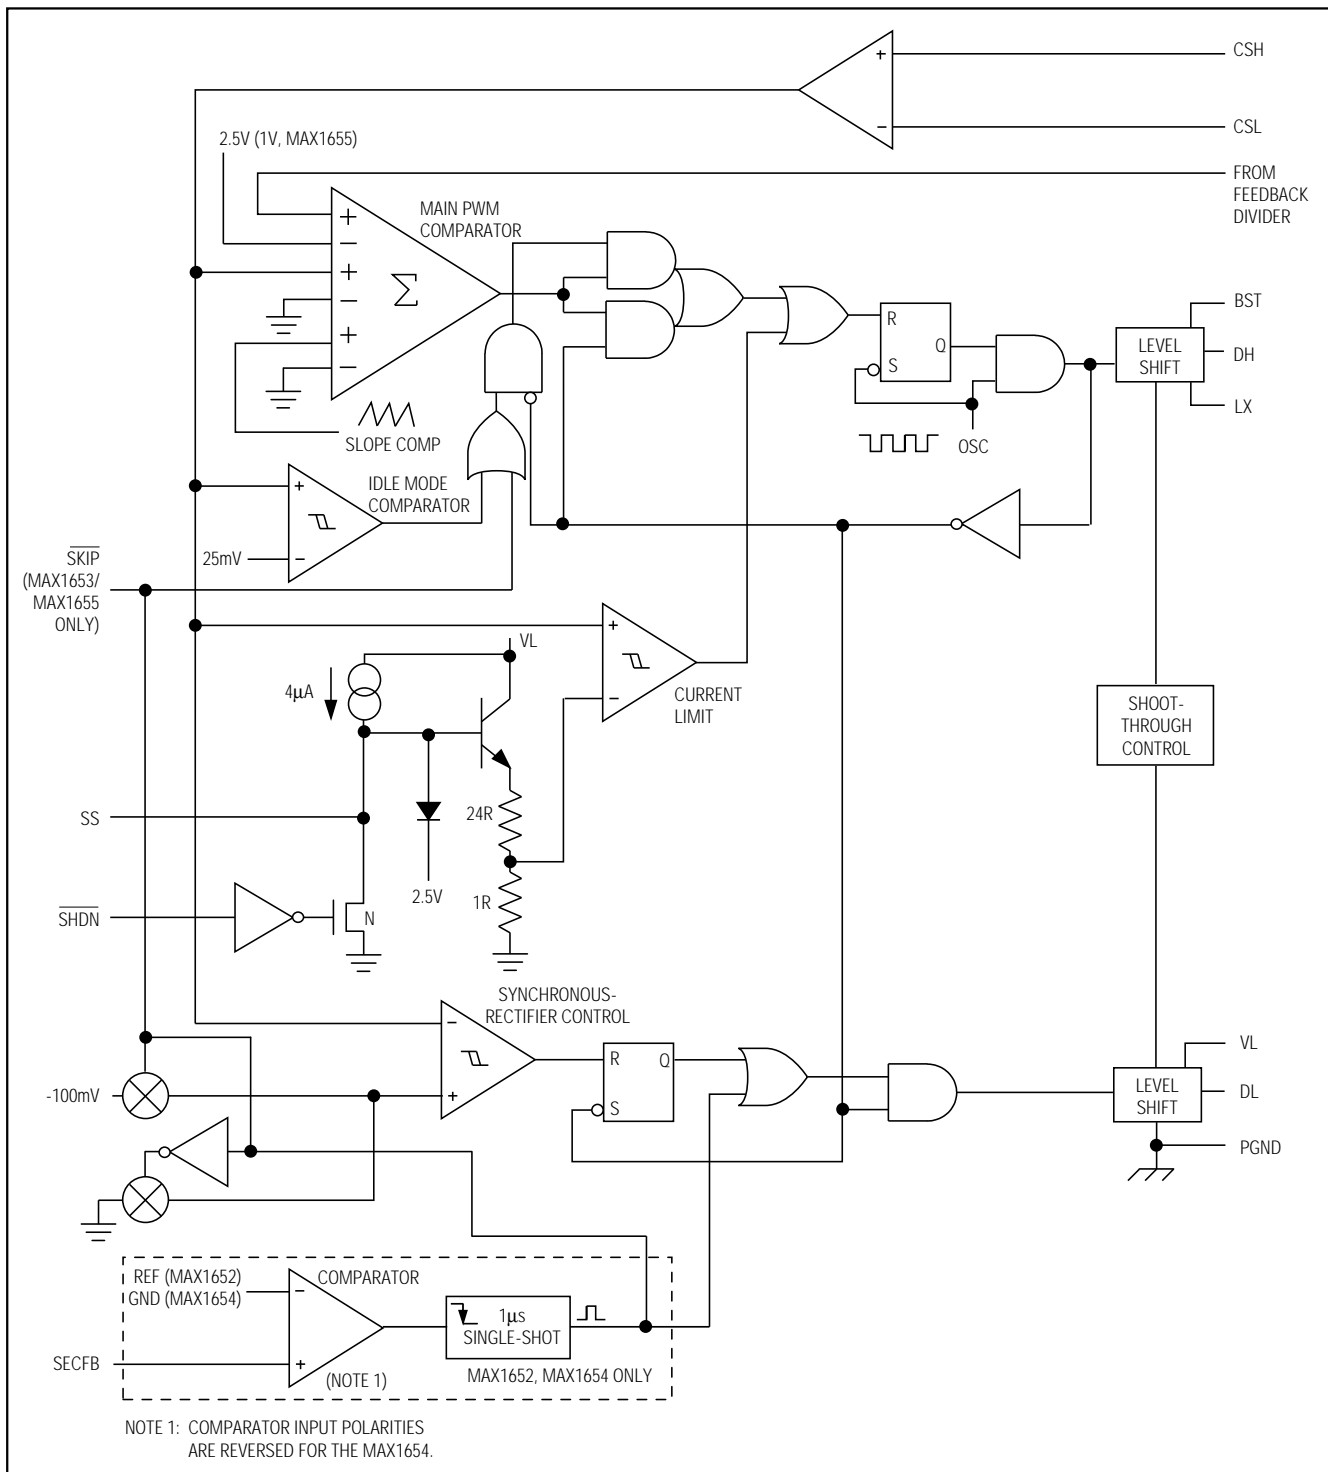 CSH
+
−
CSL
2.5V (1V, MAX1655)
FROM
FEEDBACK
DIVIDER
MAIN PWM
COMPARATOR
+
−
+
−
+
−
Σ
R
Q
S
BST
LEVEL
SHIFT
DH
LX
SLOPE COMP
OSC
IDLE MODE
COMPARATOR
+
−
25mV
SKIP
(MAX1653/
MAX1655
ONLY)
+
−
VL
4µA
CURRENT
LIMIT
SHOOT-
THROUGH
CONTROL
24R
SS
2.5V
1R
SHDN
N
SYNCHRONOUS-
RECTIFIER CONTROL
−
+
R
Q
S
VL
-100mV
LEVEL
SHIFT
DL
PGND
REF (MAX1652)
GND (MAX1654)
COMPARATOR
−
+
1µs
SINGLE-SHOT
SECFB
(NOTE 1)
MAX1652, MAX1654 ONLY
NOTE 1: COMPARATOR INPUT POLARITIES
ARE REVERSED FOR THE MAX1654.